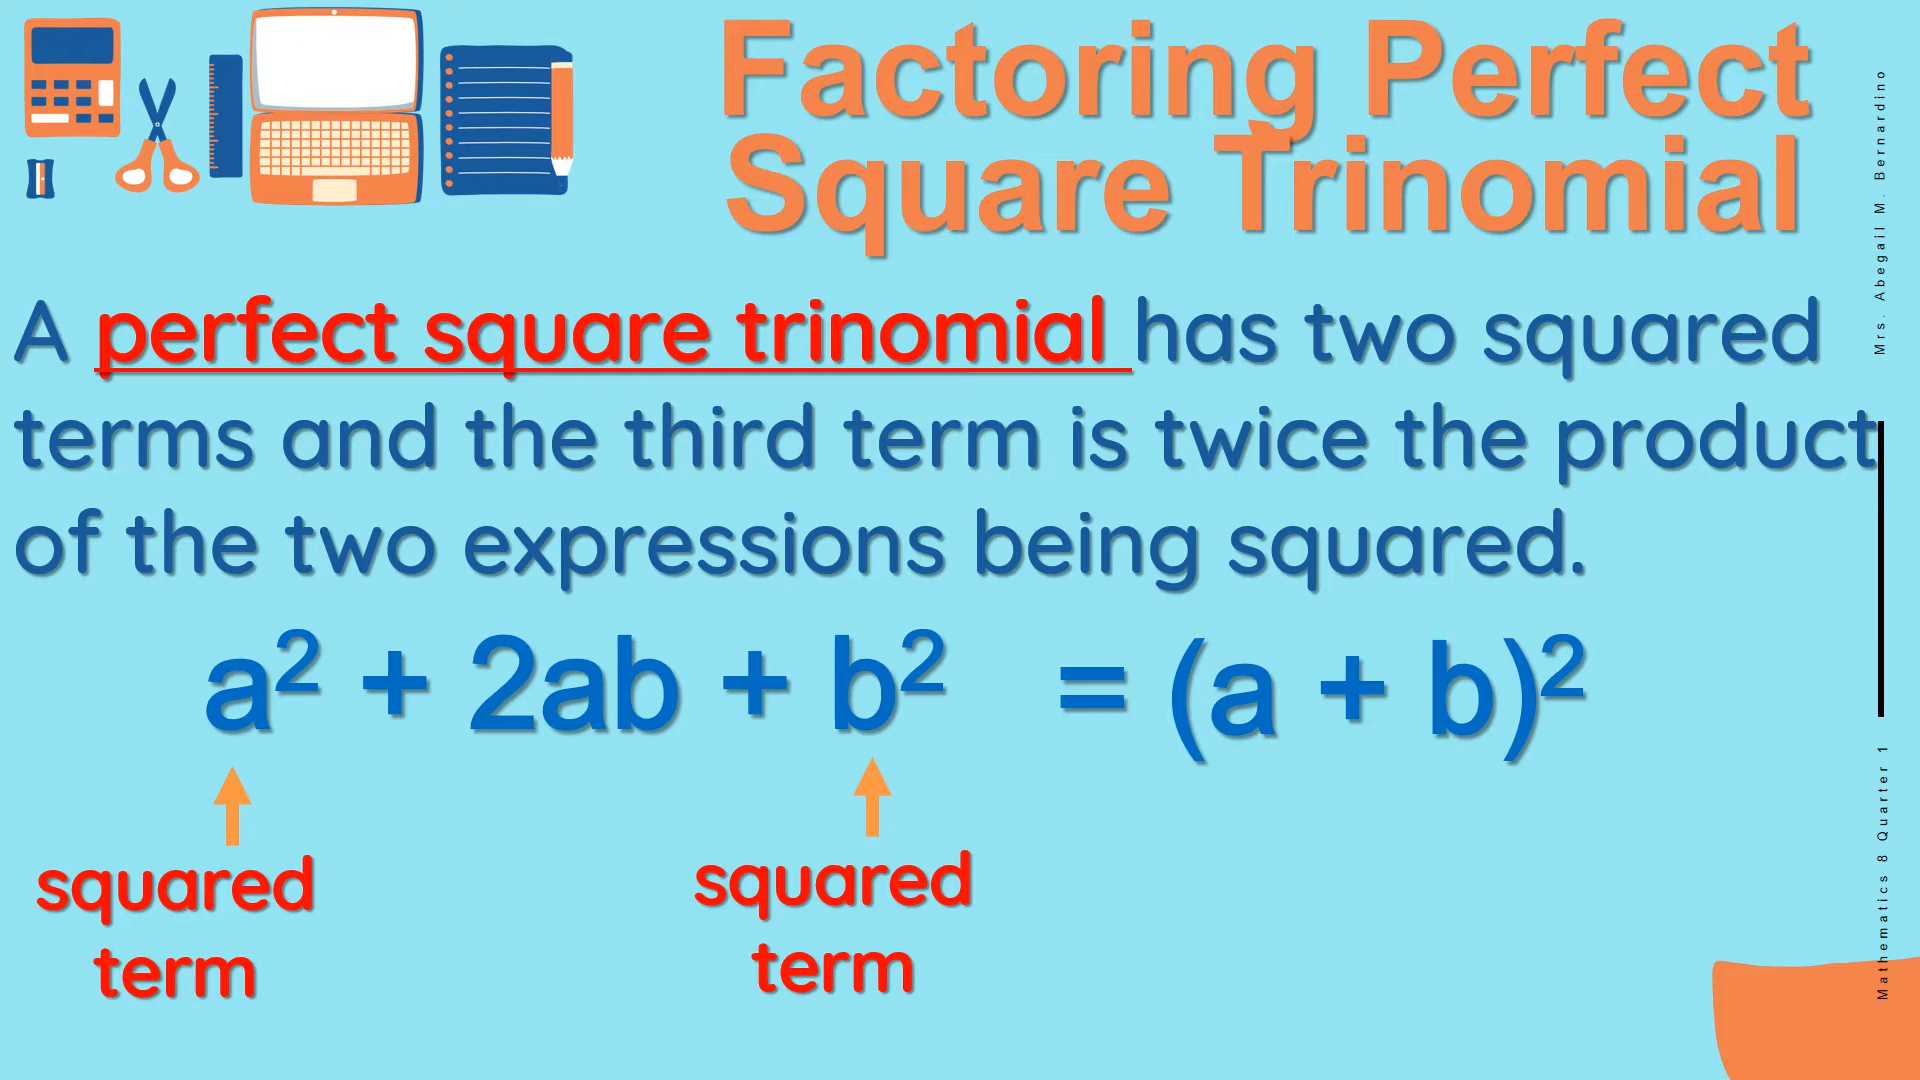 Factoring Perfect
Square Trinomial
A perfect square trinomial has two squared
terms and the third term is twice the product
of the two expressions being squared.
a² + 2ab + b² = (a + b)²
squared
term
squared
term
Mrs. Abegail M. Bernardino
Mathematics 8 Quarter 1